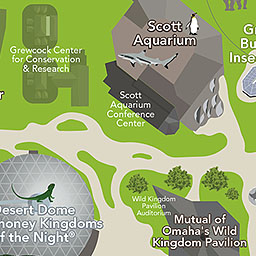 Scott
Aquarium
Grewcock Center
for Conservation
& Research
Scott
Aquarium
Conference
Center
Wild Kingdom
Pavilion
Auditorium
Desert Dome
Kingdoms
of the Night®
Mutual of
Omaha's Wild
Kingdom Pavilion